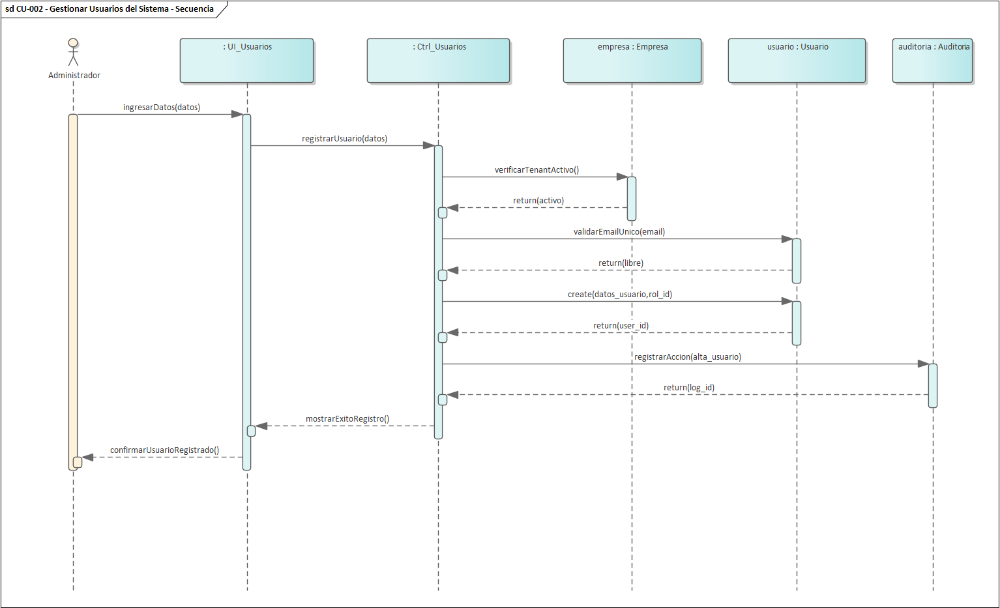 sd CU-002 - Gestionar Usuarios del Sistema - Secuencia
Administrador
: UI_Usuarios
: Ctrl_Usuarios
empresa : Empresa
usuario : Usuario
auditoria : Auditoria
ingresarDatos(datos)
registrarUsuario(datos)
verificarTenantActivo()
return(activo)
validarEmailUnico(email)
return(libre)
create(datos_usuario,rol_id)
return(user_id)
registrarAccion(alta_usuario)
return(log_id)
mostrarExitoRegistro()
confirmarUsuarioRegistrado()